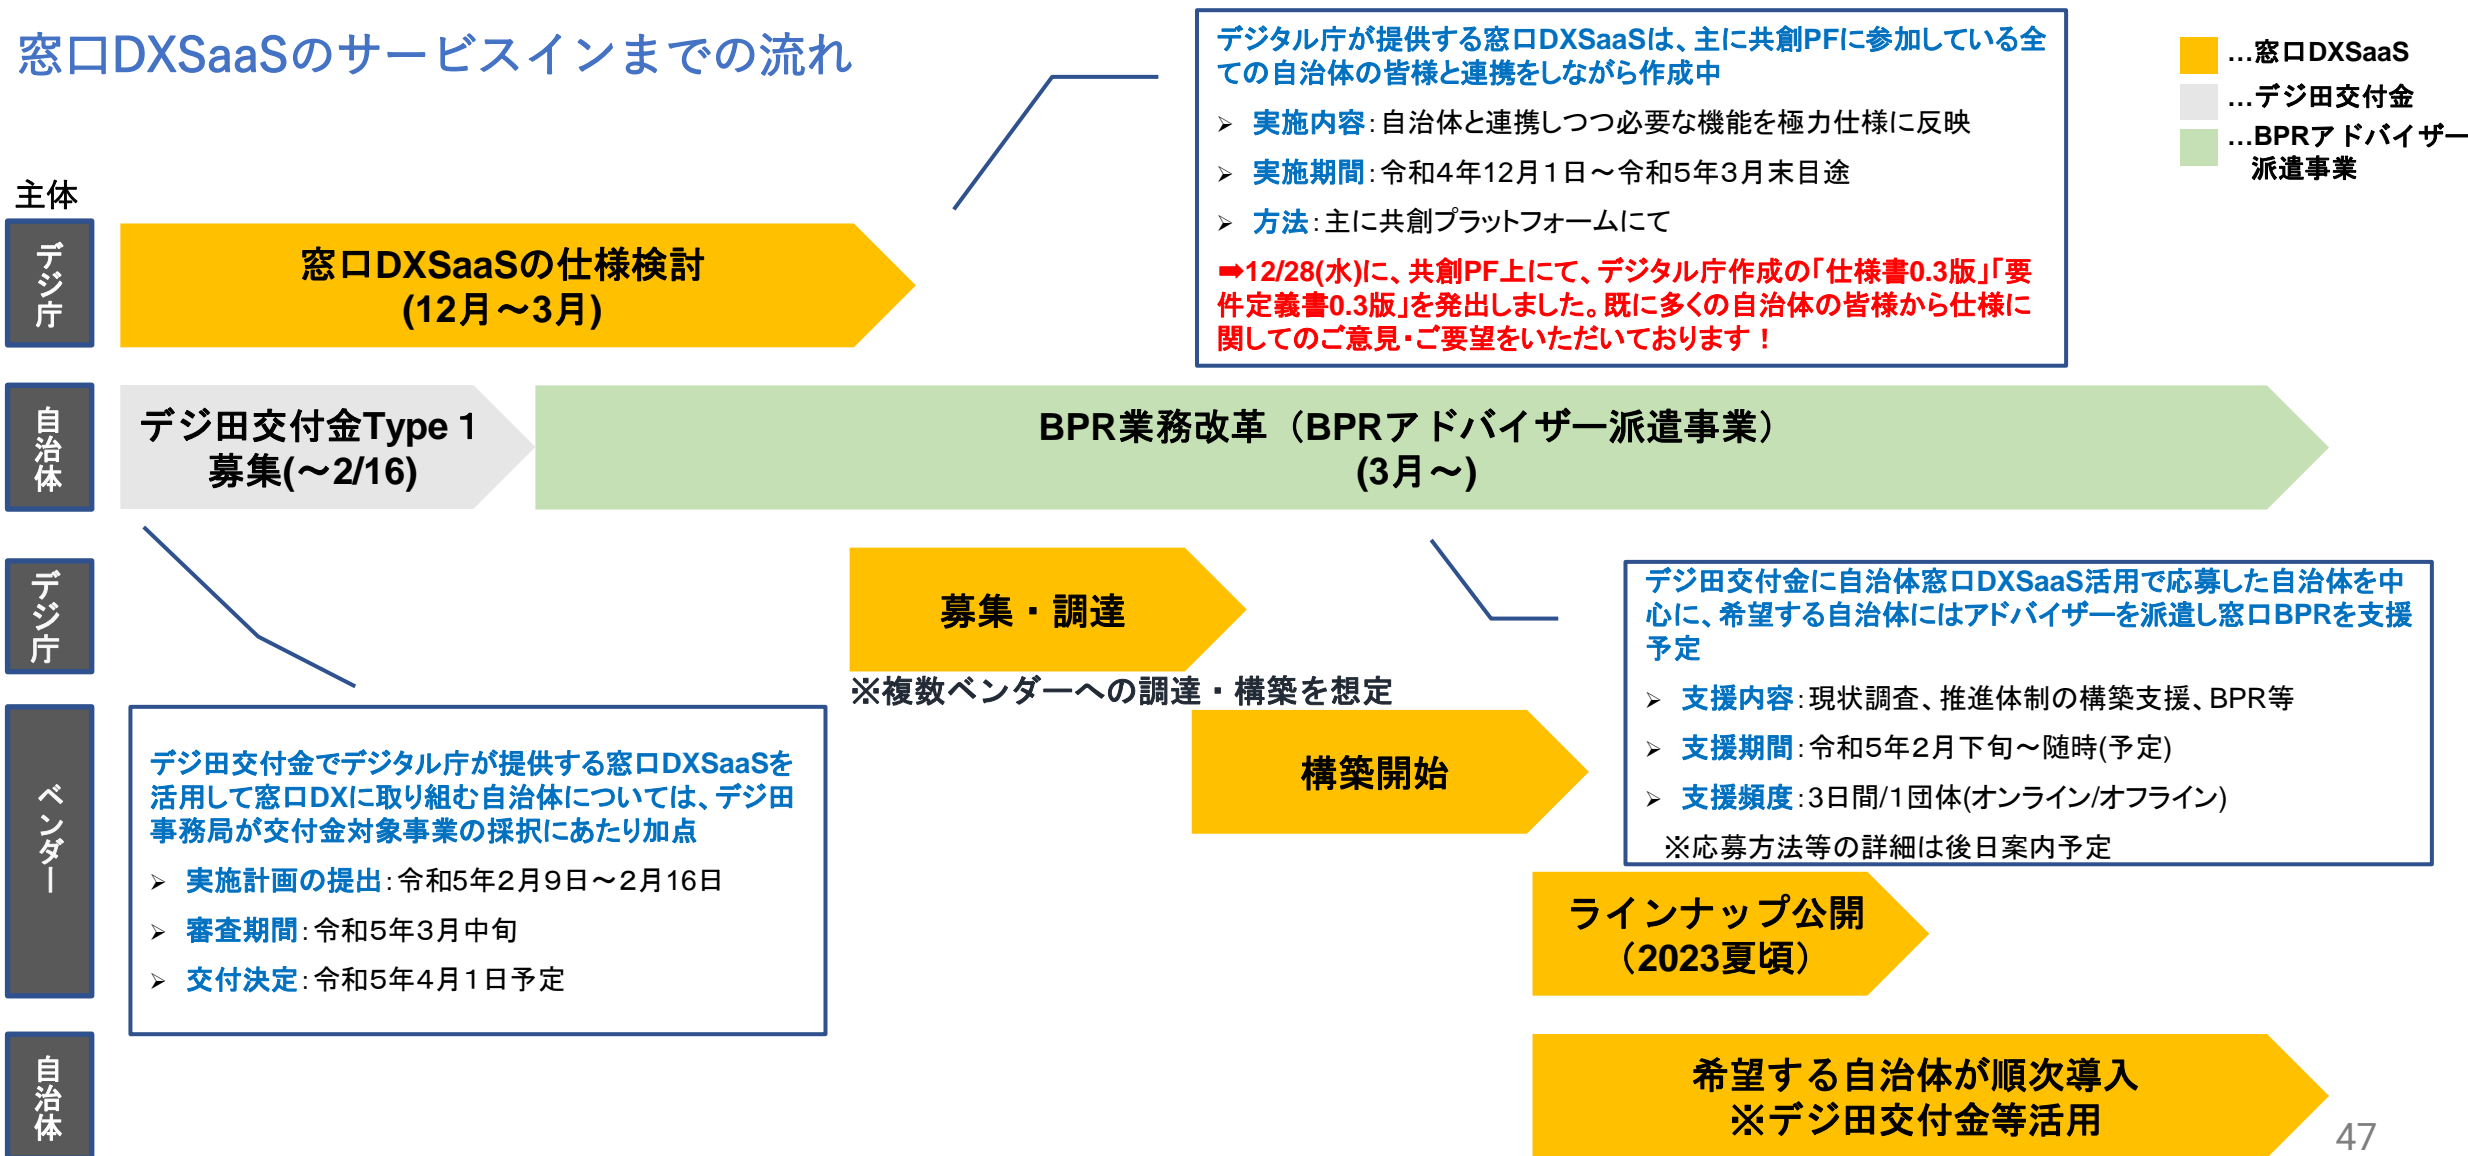 窓口DXSaaSのサービスインまでの流れ
デジタル庁が提供する窓口DXSaaSは、主に共創PFに参加している全
ての自治体の皆様と連携をしながら作成中
➢ 実施内容：自治体と連携しつつ必要な機能を極力仕様に反映
➢ 実施期間：令和4年12月1日～令和5年3月末目途
➢ 方法：主に共創プラットフォームにて
➡12/28(水)に、共創PF上にて、デジタル庁作成の「仕様書0.3版」「要
件定義書0.3版」を発出しました。既に多くの自治体の皆様から仕様に
関してのご意見・ご要望をいただいております！
…窓口DXSaaS
…デジ田交付金
…BPRアドバイザー
派遣事業
主体
デジ庁
窓口DXSaaSの仕様検討
(12月～3月)
自治体
デジ田交付金Type１
募集(～2/16)
BPR業務改革（BPRアドバイザー派遣事業）
(3月～)
デジ庁
募集・調達
※複数ベンダーへの調達・構築を想定
デジ田交付金に自治体窓口DXSaaS活用で応募した自治体を中
心に、希望する自治体にはアドバイザーを派遣し窓口BPRを支援
予定
➢ 支援内容：現状調査、推進体制の構築支援、BPR等
➢ 支援期間：令和5年2月下旬～随時(予定)
➢ 支援頻度：3日間/1団体(オンライン/オフライン)
※応募方法等の詳細は後日案内予定
ベンダー
構築開始
デジ田交付金でデジタル庁が提供する窓口DXSaaSを
活用して窓口DXに取り組む自治体については、デジ田
事務局が交付金対象事業の採択にあたり加点
➢ 実施計画の提出：令和5年2月9日～2月16日
➢ 審査期間：令和5年3月中旬
➢ 交付決定：令和5年4月1日予定
ラインナップ公開
（2023夏頃）
自治体
希望する自治体が順次導入
※デジ田交付金等活用
47